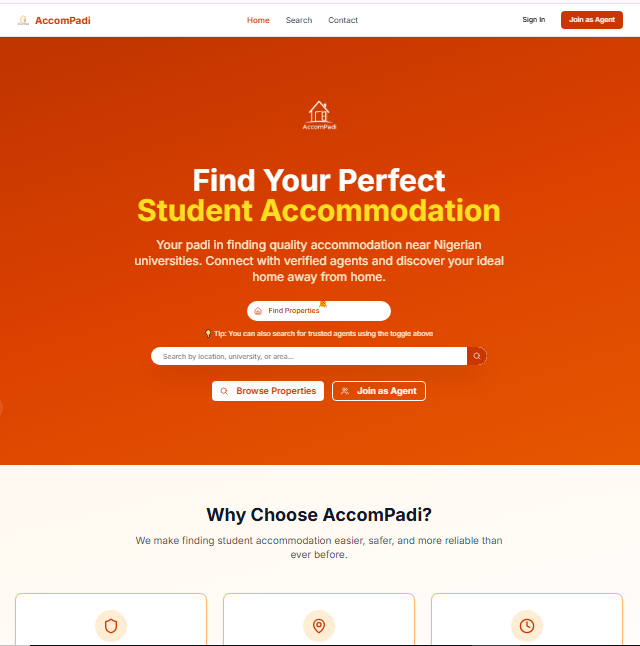 AccomPadi
Home Search Contact
Sign In Join as Agent
AccomPadi
Find Your Perfect
Student Accommodation
Your padi in finding quality accommodation near Nigerian
universities. Connect with verified agents and discover your ideal
home away from home.
Find Properties
Tip: You can also search for trusted agents using the toggle above
Search by location, university, or area...
Browse Properties Join as Agent
Why Choose AccomPadi?
We make finding student accommodation easier, safer, and more reliable than
ever before.